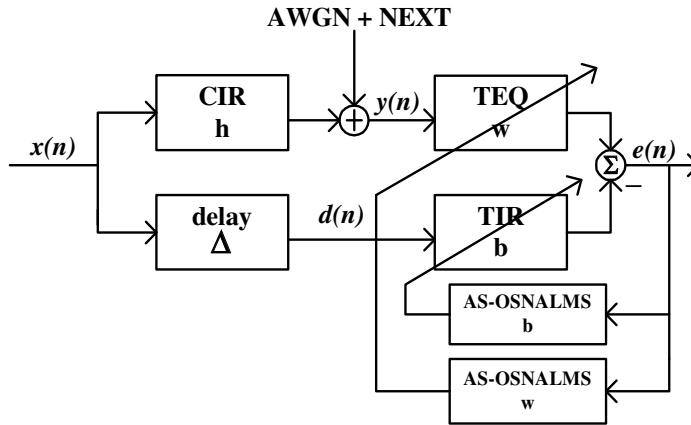 AWGN + NEXT
CIR
h
x(n)
+
y(n)
TEQ
w
Σ
e(n)
−
delay
Δ
d(n)
TIR
b
AS-OSNALMS
b
AS-OSNALMS
w